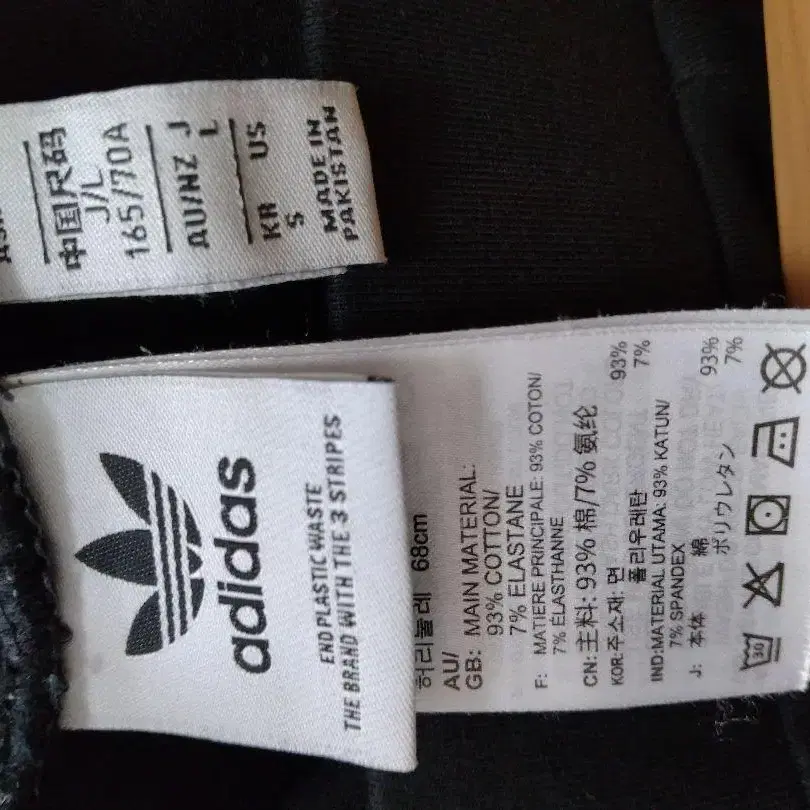 中国尺码
J/L
165/70A
AU/NZ J
L
KR US
S
MADE IN
PAKISTAN
adidas
END PLASTIC WASTE
THE BRAND WITH THE 3 STRIPES
허리둘레 68cm
AU/
GB: MAIN MATERIAL:
93% COTTON/
7% ELASTANE
F: MATIERE PRINCIPALE: 93% COTON/
7% ELASTHANNE
CN:主料: 93% 棉/7% 氨纶
KOR:주소재: 면 93%
폴리우레탄 7%
IND:MATERIAL UTAMA: 93% KATUN/
7% SPANDEX
J: 本体 綿 93%
ポリウレタン 7%
30